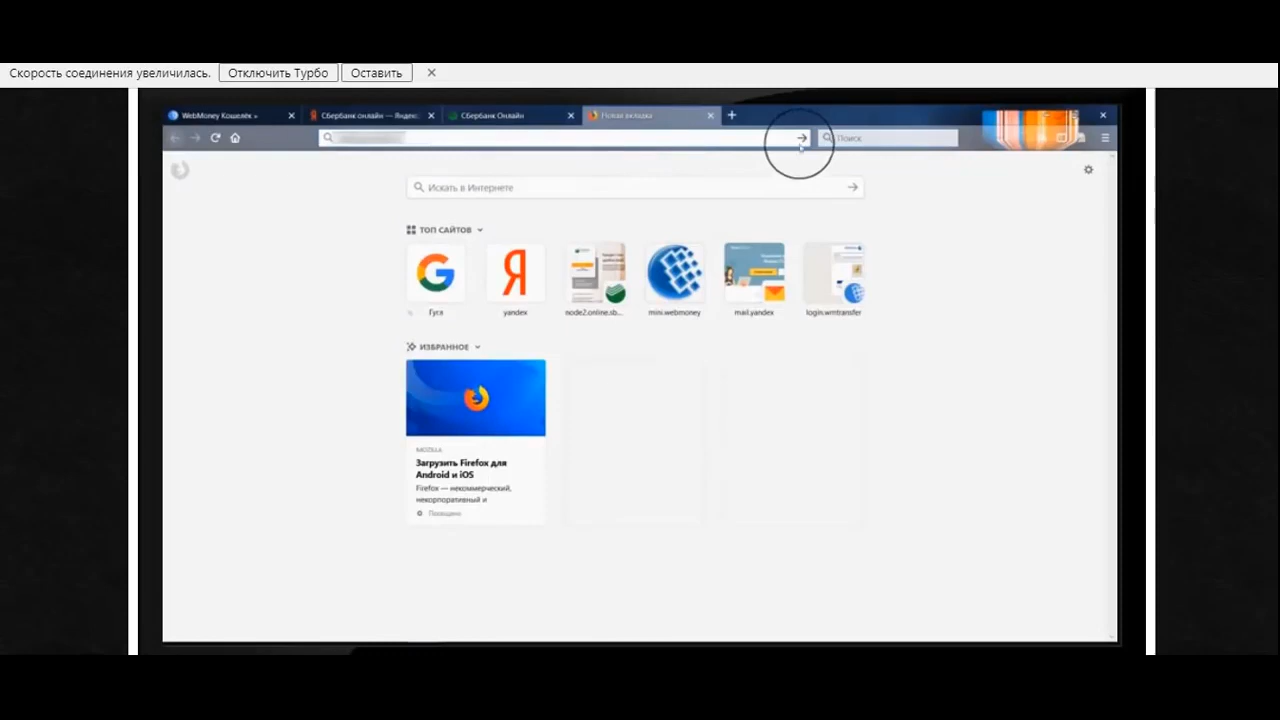 Скорость соединения увеличилась. Отключить Турбо Оставить
WebMoney Кошелёк » Сбербанк онлайн — Яндекс Сбербанк Онлайн Новая вкладка
Поиск
Искать в Интернете
ТОП САЙТОВ
Гугл yandex node2.online.sb... mini.webmoney mail.yandex login.wmtransfer
ИЗБРАННОЕ
MOZILLA
Загрузить Firefox для
Android и iOS
Firefox — некоммерческий,
некорпоративный и
Посещено